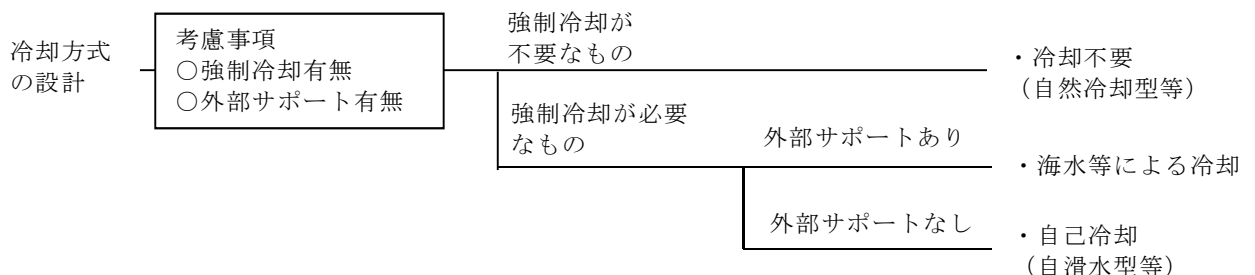 冷却方式
の設計
考慮事項
○強制冷却有無
○外部サポート有無
強制冷却が
不要なもの
・冷却不要
（自然冷却型等）
強制冷却が必要
なもの
外部サポートあり
・海水等による冷却
外部サポートなし
・自己冷却
（自滑水型等）